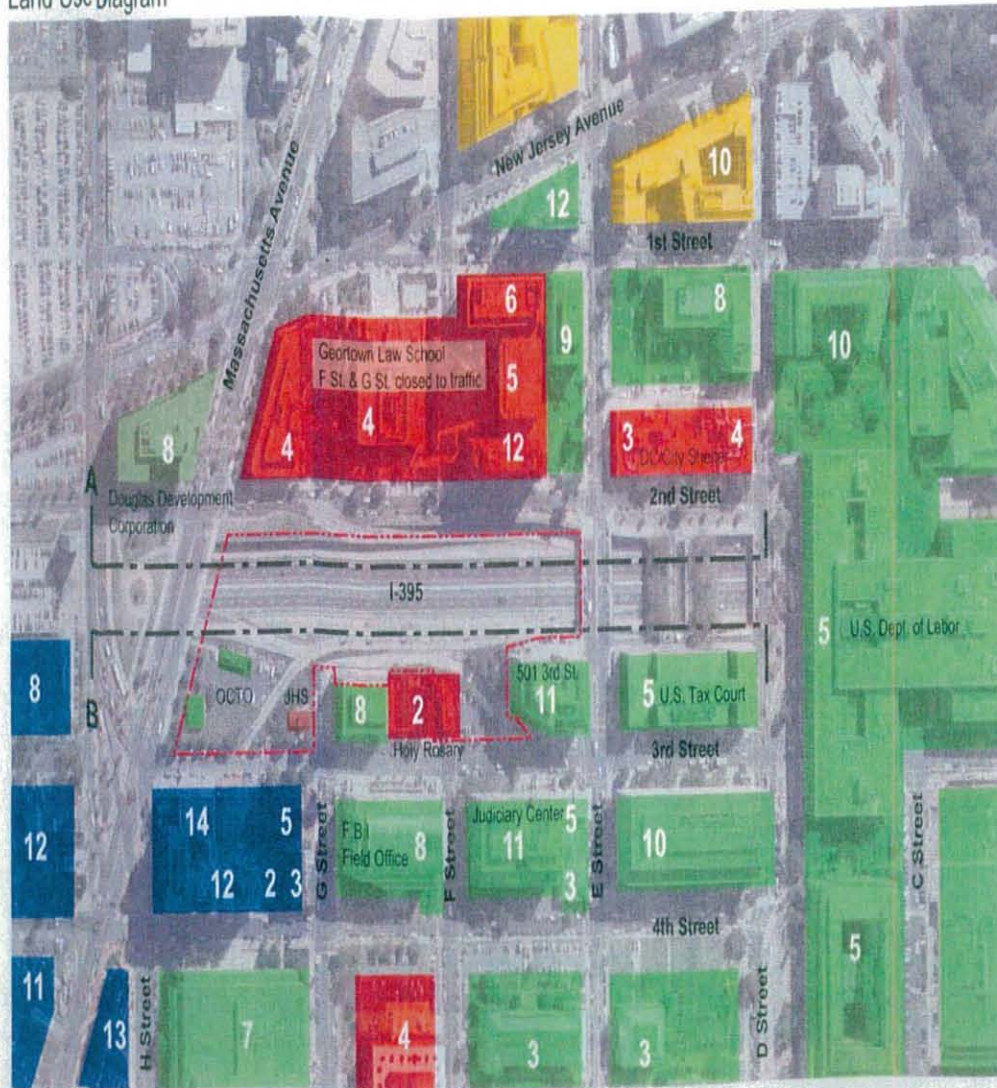 Land Use Diagram
Massachusetts Avenue
New Jersey Avenue
10
12
1st Street
6
8
9
10
Geortown Law School
F St. & G St. closed to traffic
5
4
4
12
3
4
DC City Shelter
8
2nd Street
A
Douglas Development
Corporation
I-395
5
U.S. Dept. of Labor
8
B
OCTO
JHS
8
2
Holy Rosary
501 3rd St.
11
5
U.S. Tax Court
3rd Street
12
14
5
12
2
3
G Street
F.B.I
Field Office
8
F Street
Judiciary Center
5
11
3
E Street
10
C Street
4th Street
11
13
H Street
7
4
3
3
D Street
5